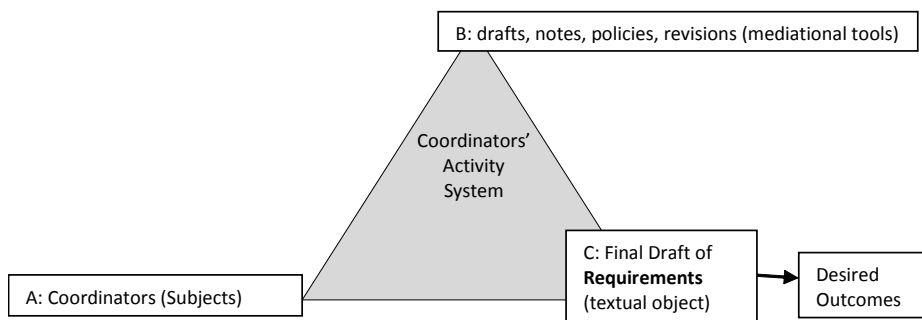 B: drafts, notes, policies, revisions (mediational tools)
Coordinators’
Activity
System
A: Coordinators (Subjects)
C: Final Draft of
Requirements
(textual object)
Desired
Outcomes